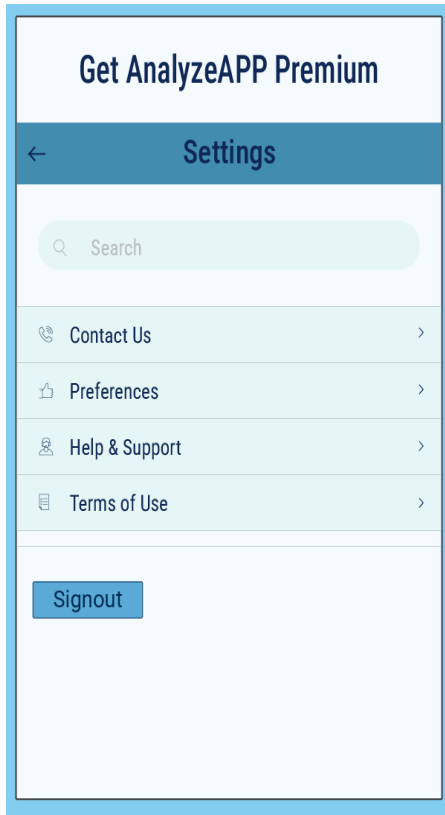 Get AnalyzeAPP Premium
Settings
Search
Contact Us
Preferences
Help & Support
Terms of Use
Signout